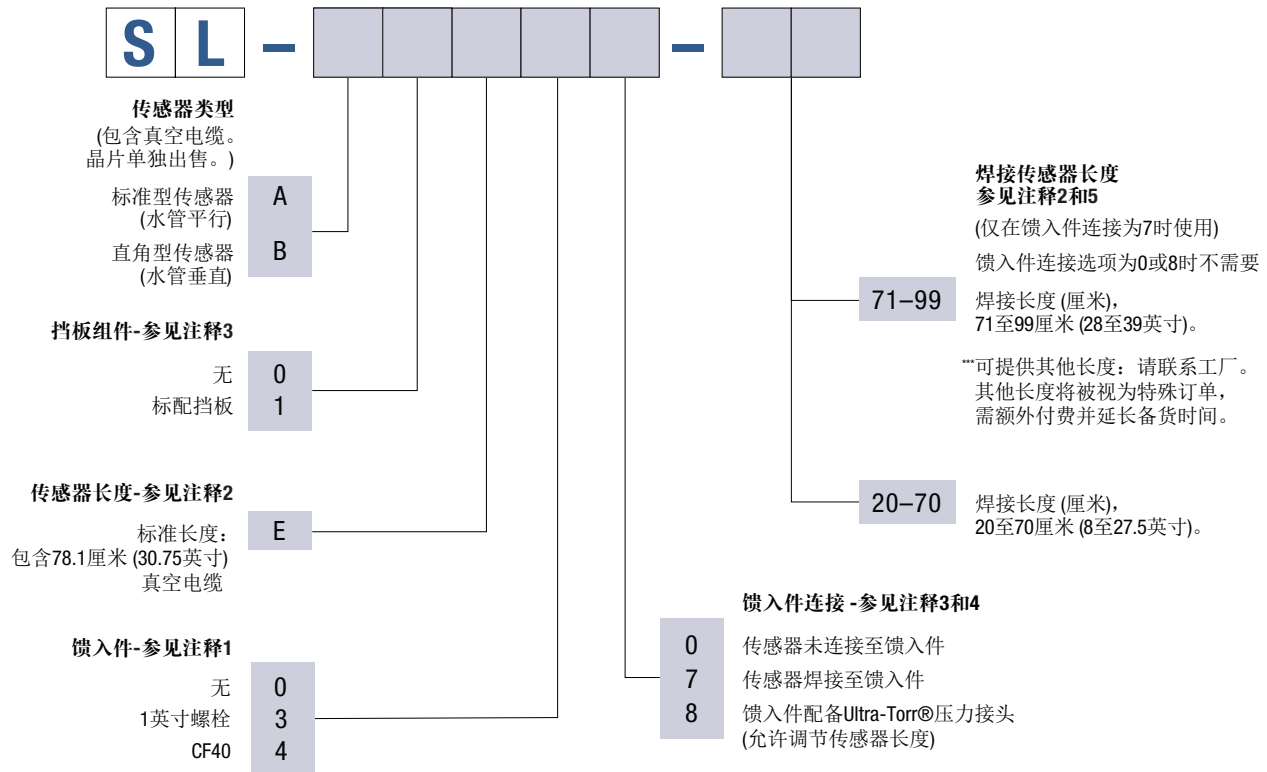 SL –  –
传感器类型
(包含真空电缆。
晶片单独出售。)
标准型传感器 A
(水管平行)
直角型传感器 B
(水管垂直)
挡板组件-参见注释3
无 0
标配挡板 1
传感器长度-参见注释2
标准长度: E
包含78.1厘米 (30.75英寸)
真空电缆
馈入件-参见注释1
无 0
1英寸螺栓 3
CF40 4
焊接传感器长度
参见注释2和5
(仅在馈入件连接为7时使用)
馈入件连接选项为0或8时不需要
71–99 焊接长度 (厘米),
71至99厘米 (28至39英寸)。
***可提供其他长度:请联系工厂。
其他长度将被视为特殊订单,
需额外付费并延长备货时间。
20–70 焊接长度 (厘米),
20至70厘米 (8至27.5英寸)。
馈入件连接 -参见注释3和4
0 传感器未连接至馈入件
7 传感器焊接至馈入件
8 馈入件配备Ultra-Torr®压力接头
(允许调节传感器长度)